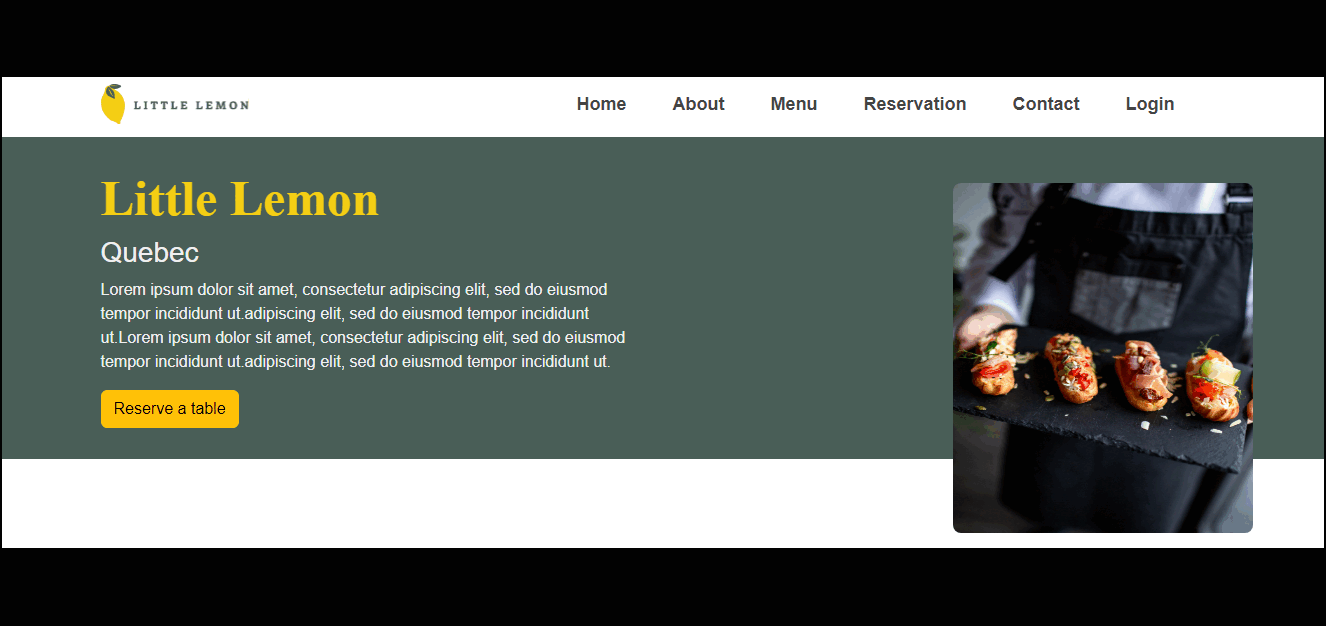 LITTLE LEMON
Home About Menu Reservation Contact Login
Little Lemon
Quebec
Lorem ipsum dolor sit amet, consectetur adipiscing elit, sed do eiusmod
tempor incididunt ut.adipiscing elit, sed do eiusmod tempor incididunt
ut.Lorem ipsum dolor sit amet, consectetur adipiscing elit, sed do eiusmod
tempor incididunt ut.adipiscing elit, sed do eiusmod tempor incididunt ut.
Reserve a table